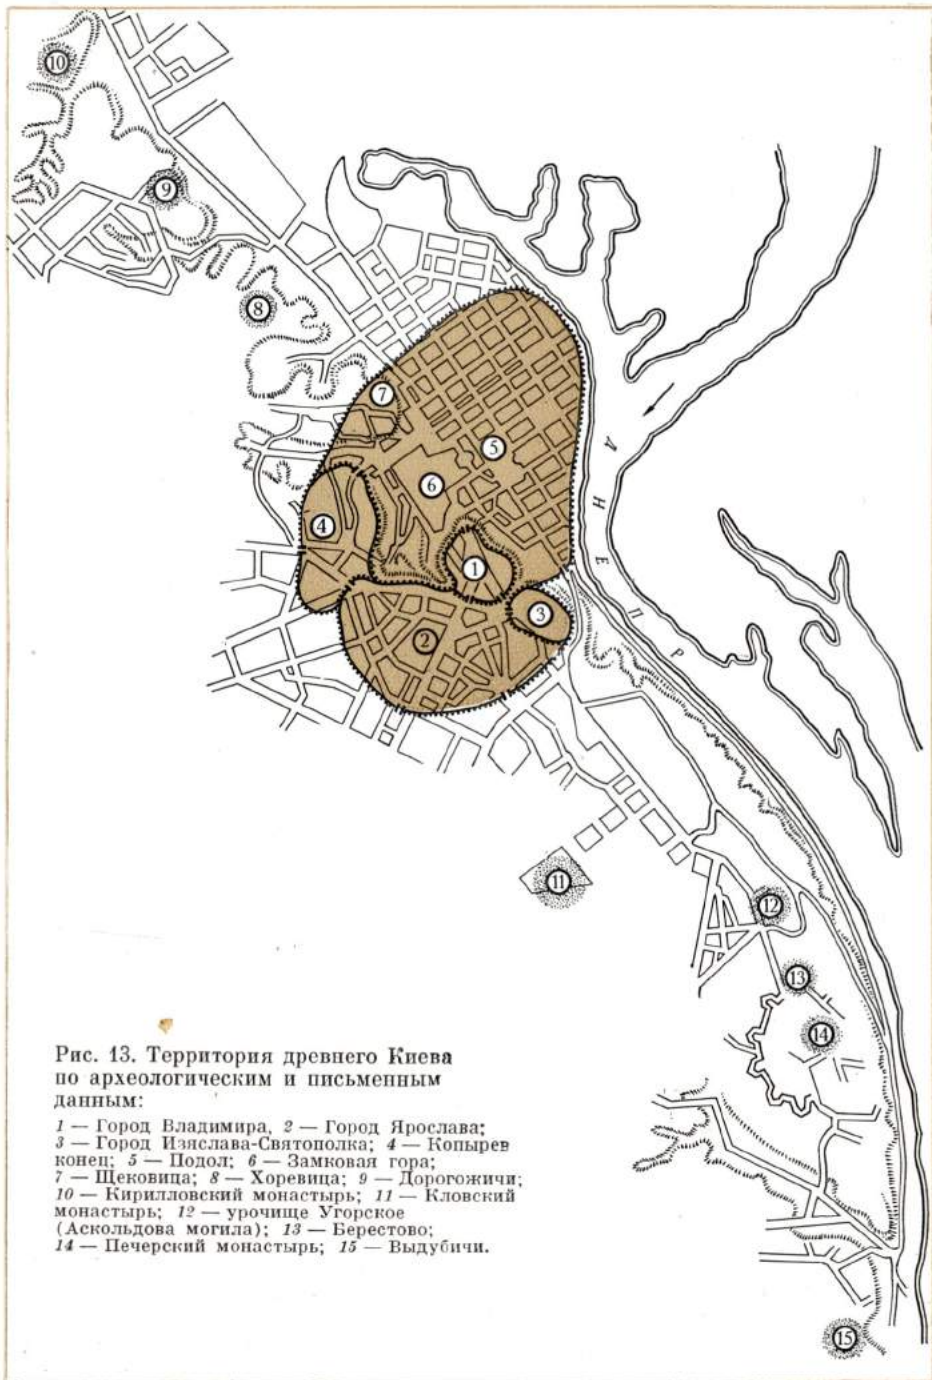 10
9
8
7
5
6
4
1
3
2
ДНЕПР
11
12
13
14
15
Рис. 13. Территория древнего Киева
по археологическим и письменным
данным:
1 — Город Владимира, 2 — Город Ярослава;
3 — Город Изяслава-Святополка; 4 — Копырев
конец; 5 — Подол; 6 — Замковая гора;
7 — Щековица; 8 — Хоревица; 9 — Дорогожичи;
10 — Кирилловский монастырь; 11 — Кловский
монастырь; 12 — урочище Угорское
(Аскольдова могила); 13 — Берестово;
14 — Печерский монастырь; 15 — Выдубичи.